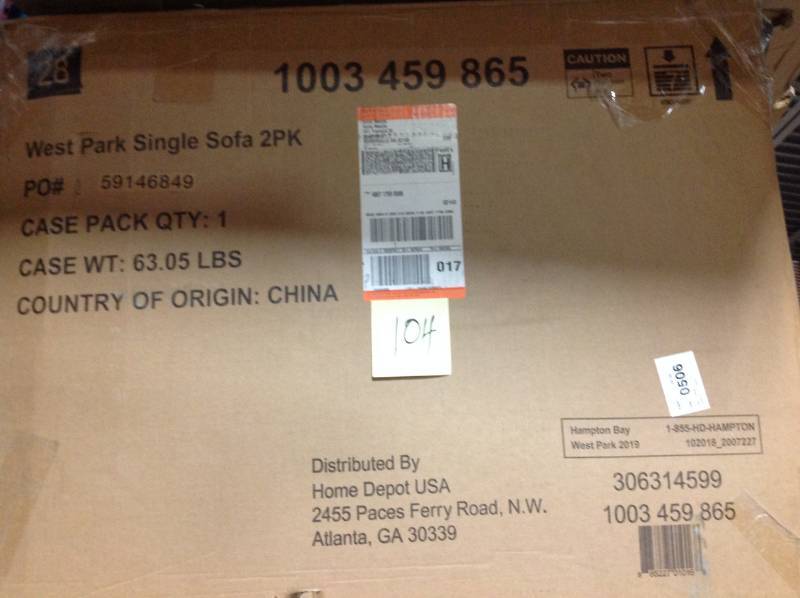 28
1003 459 865
CAUTION
West Park Single Sofa 2PK
PO# 59146849
CASE PACK QTY: 1
CASE WT: 63.05 LBS
COUNTRY OF ORIGIN: CHINA
H
017
104
0506
Hampton Bay 1-855-HD-HAMPTON
West Park 2019 102018_2007227
Distributed By
Home Depot USA
2455 Paces Ferry Road, N.W.
Atlanta, GA 30339
306314599
1003 459 865